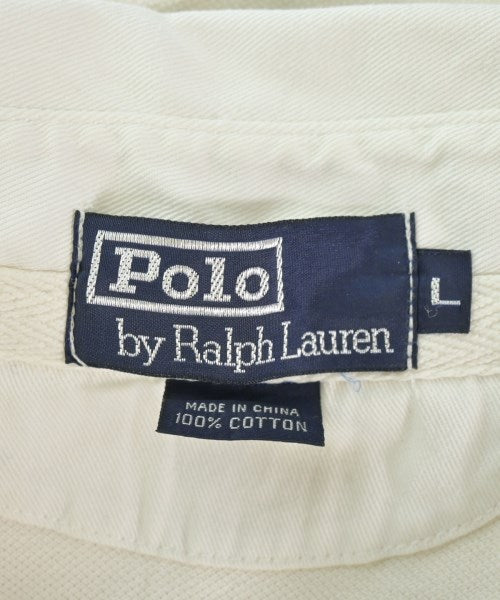 Polo
by Ralph Lauren
L
MADE IN CHINA
100% COTTON